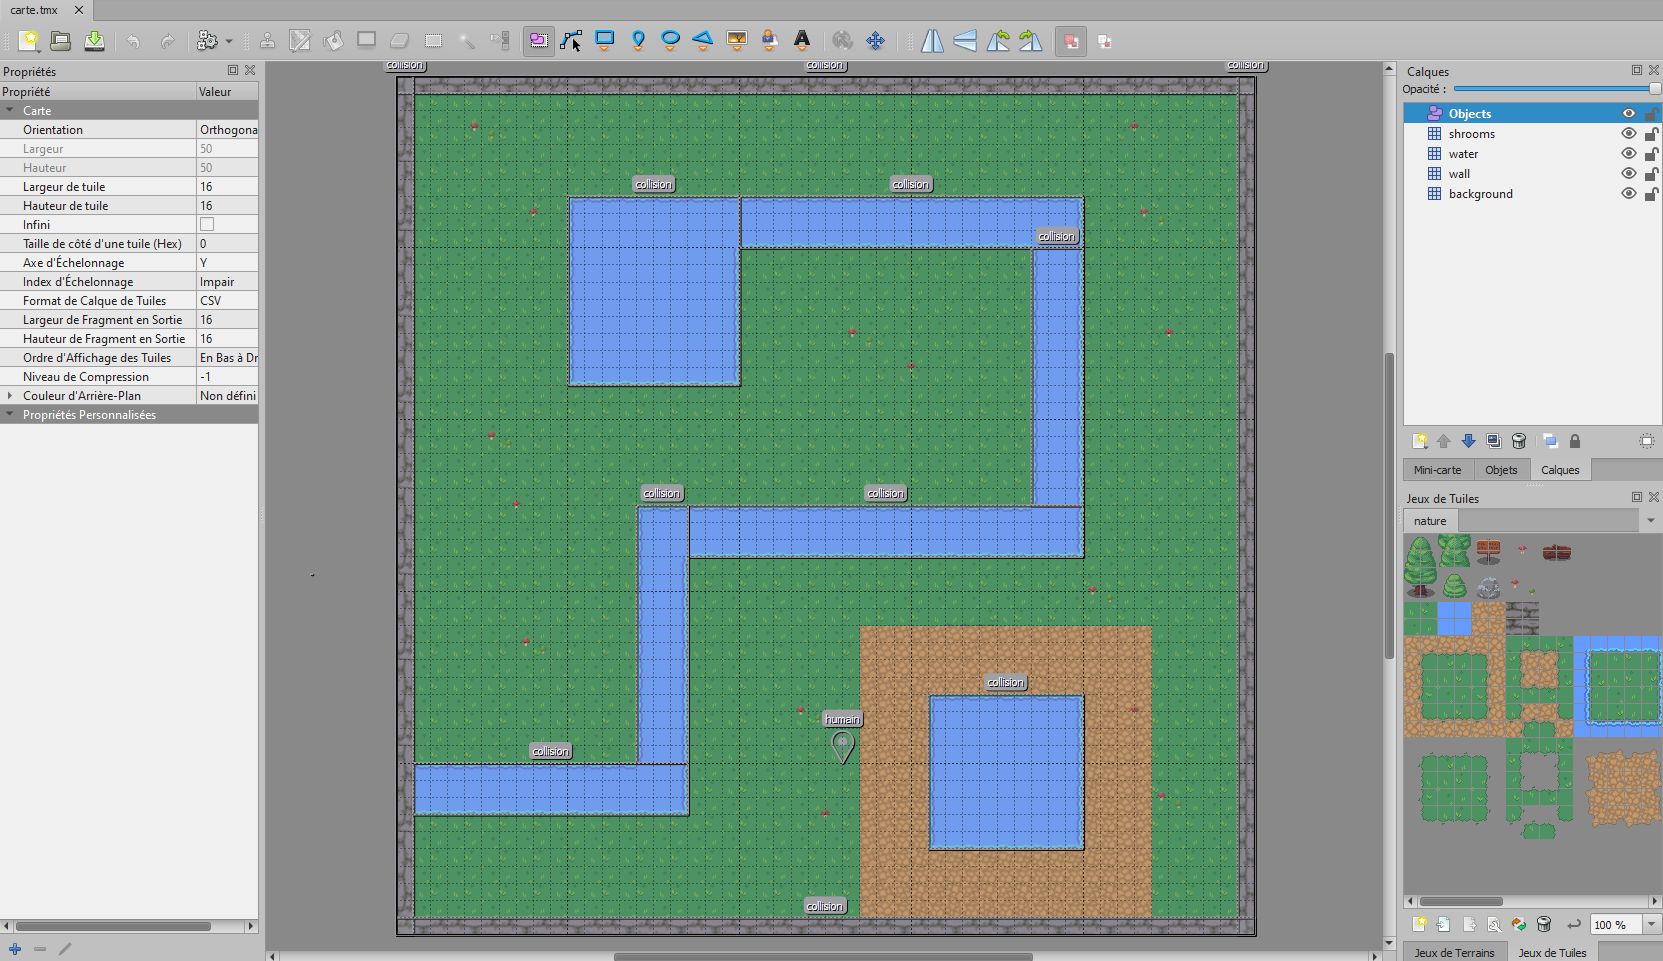 carte.tmx
Propriétés
Propriété Valeur
Carte
Orientation Orthogona
Largeur 50
Hauteur 50
Largeur de tuile 16
Hauteur de tuile 16
Infini
Taille de côté d'une tuile (Hex) 0
Axe d'Échelonnage Y
Index d'Échelonnage Impair
Format de Calque de Tuiles CSV
Largeur de Fragment en Sortie 16
Hauteur de Fragment en Sortie 16
Ordre d'Affichage des Tuiles En Bas à Dr
Niveau de Compression -1
Couleur d'Arrière-Plan Non défini
Propriétés Personnalisées
collision collision collision
collision collision
collision
collision collision
collision
humain
collision
collision
Calques
Opacité :
Objects
shrooms
water
wall
background
Mini-carte Objets Calques
Jeux de Tuiles
nature
100 %
Jeux de Terrains Jeux de Tuiles